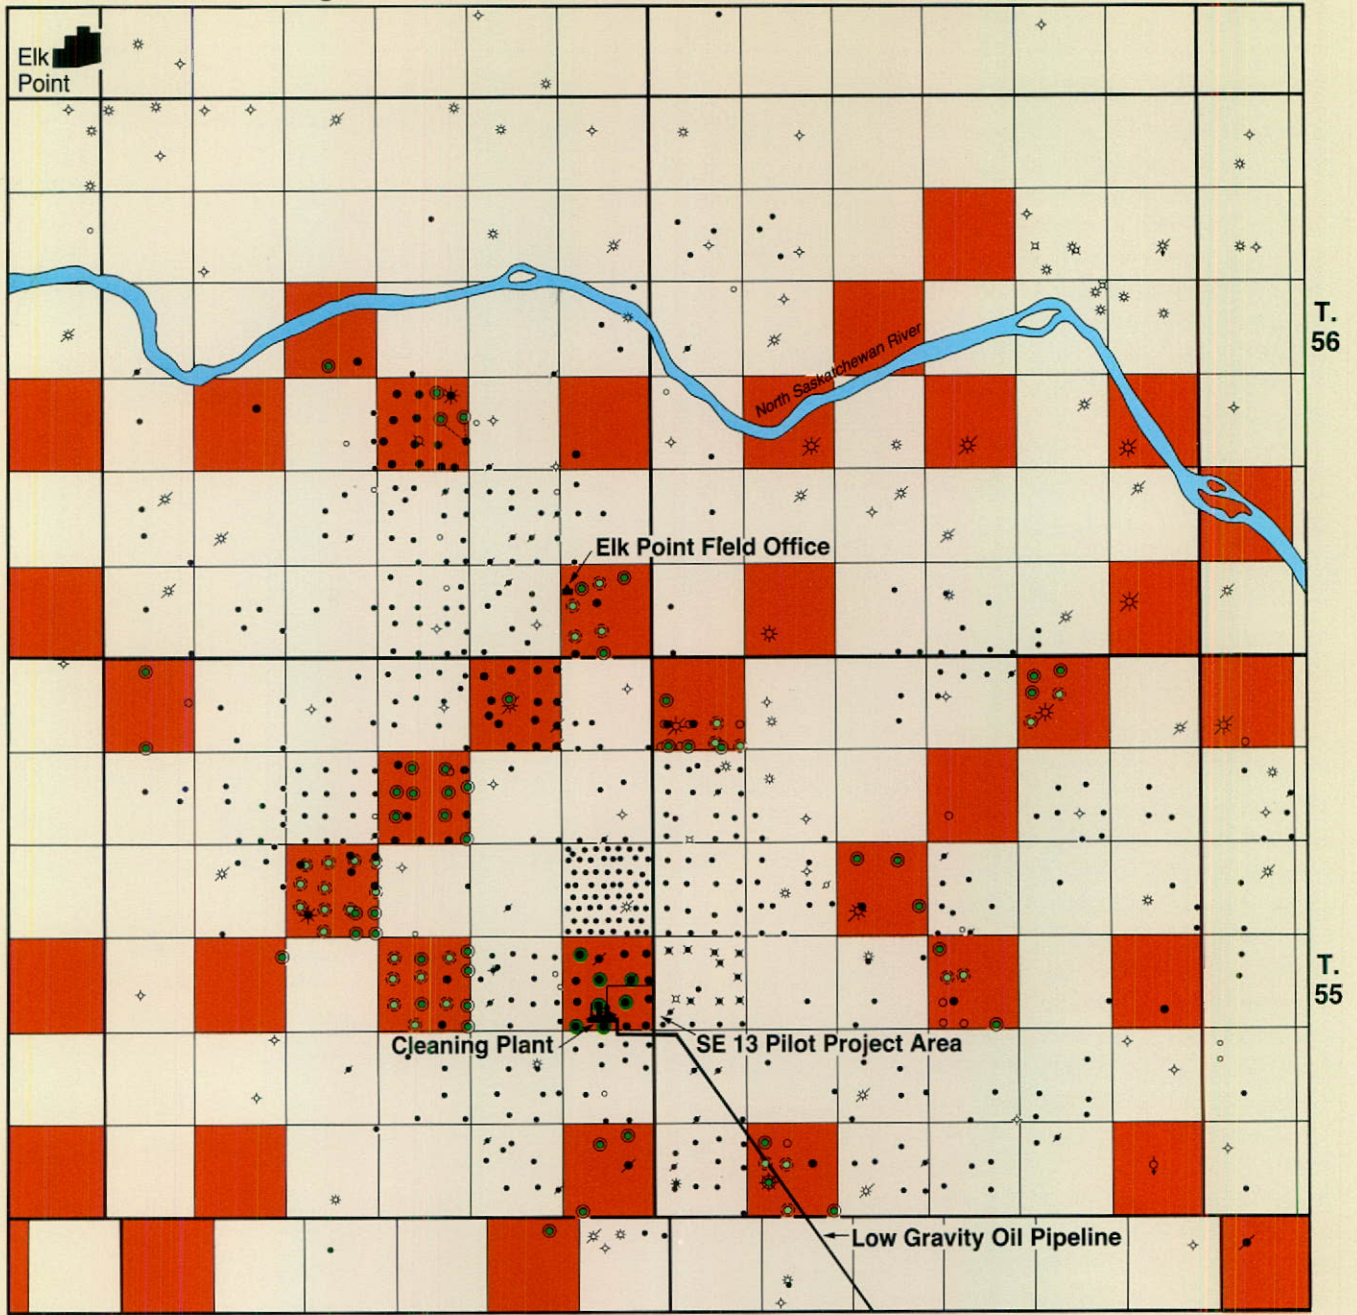 Elk
Point
T.
56
North Saskatchewan River
Elk Point Field Office
T.
55
Cleaning Plant
SE 13 Pilot Project Area
Low Gravity Oil Pipeline